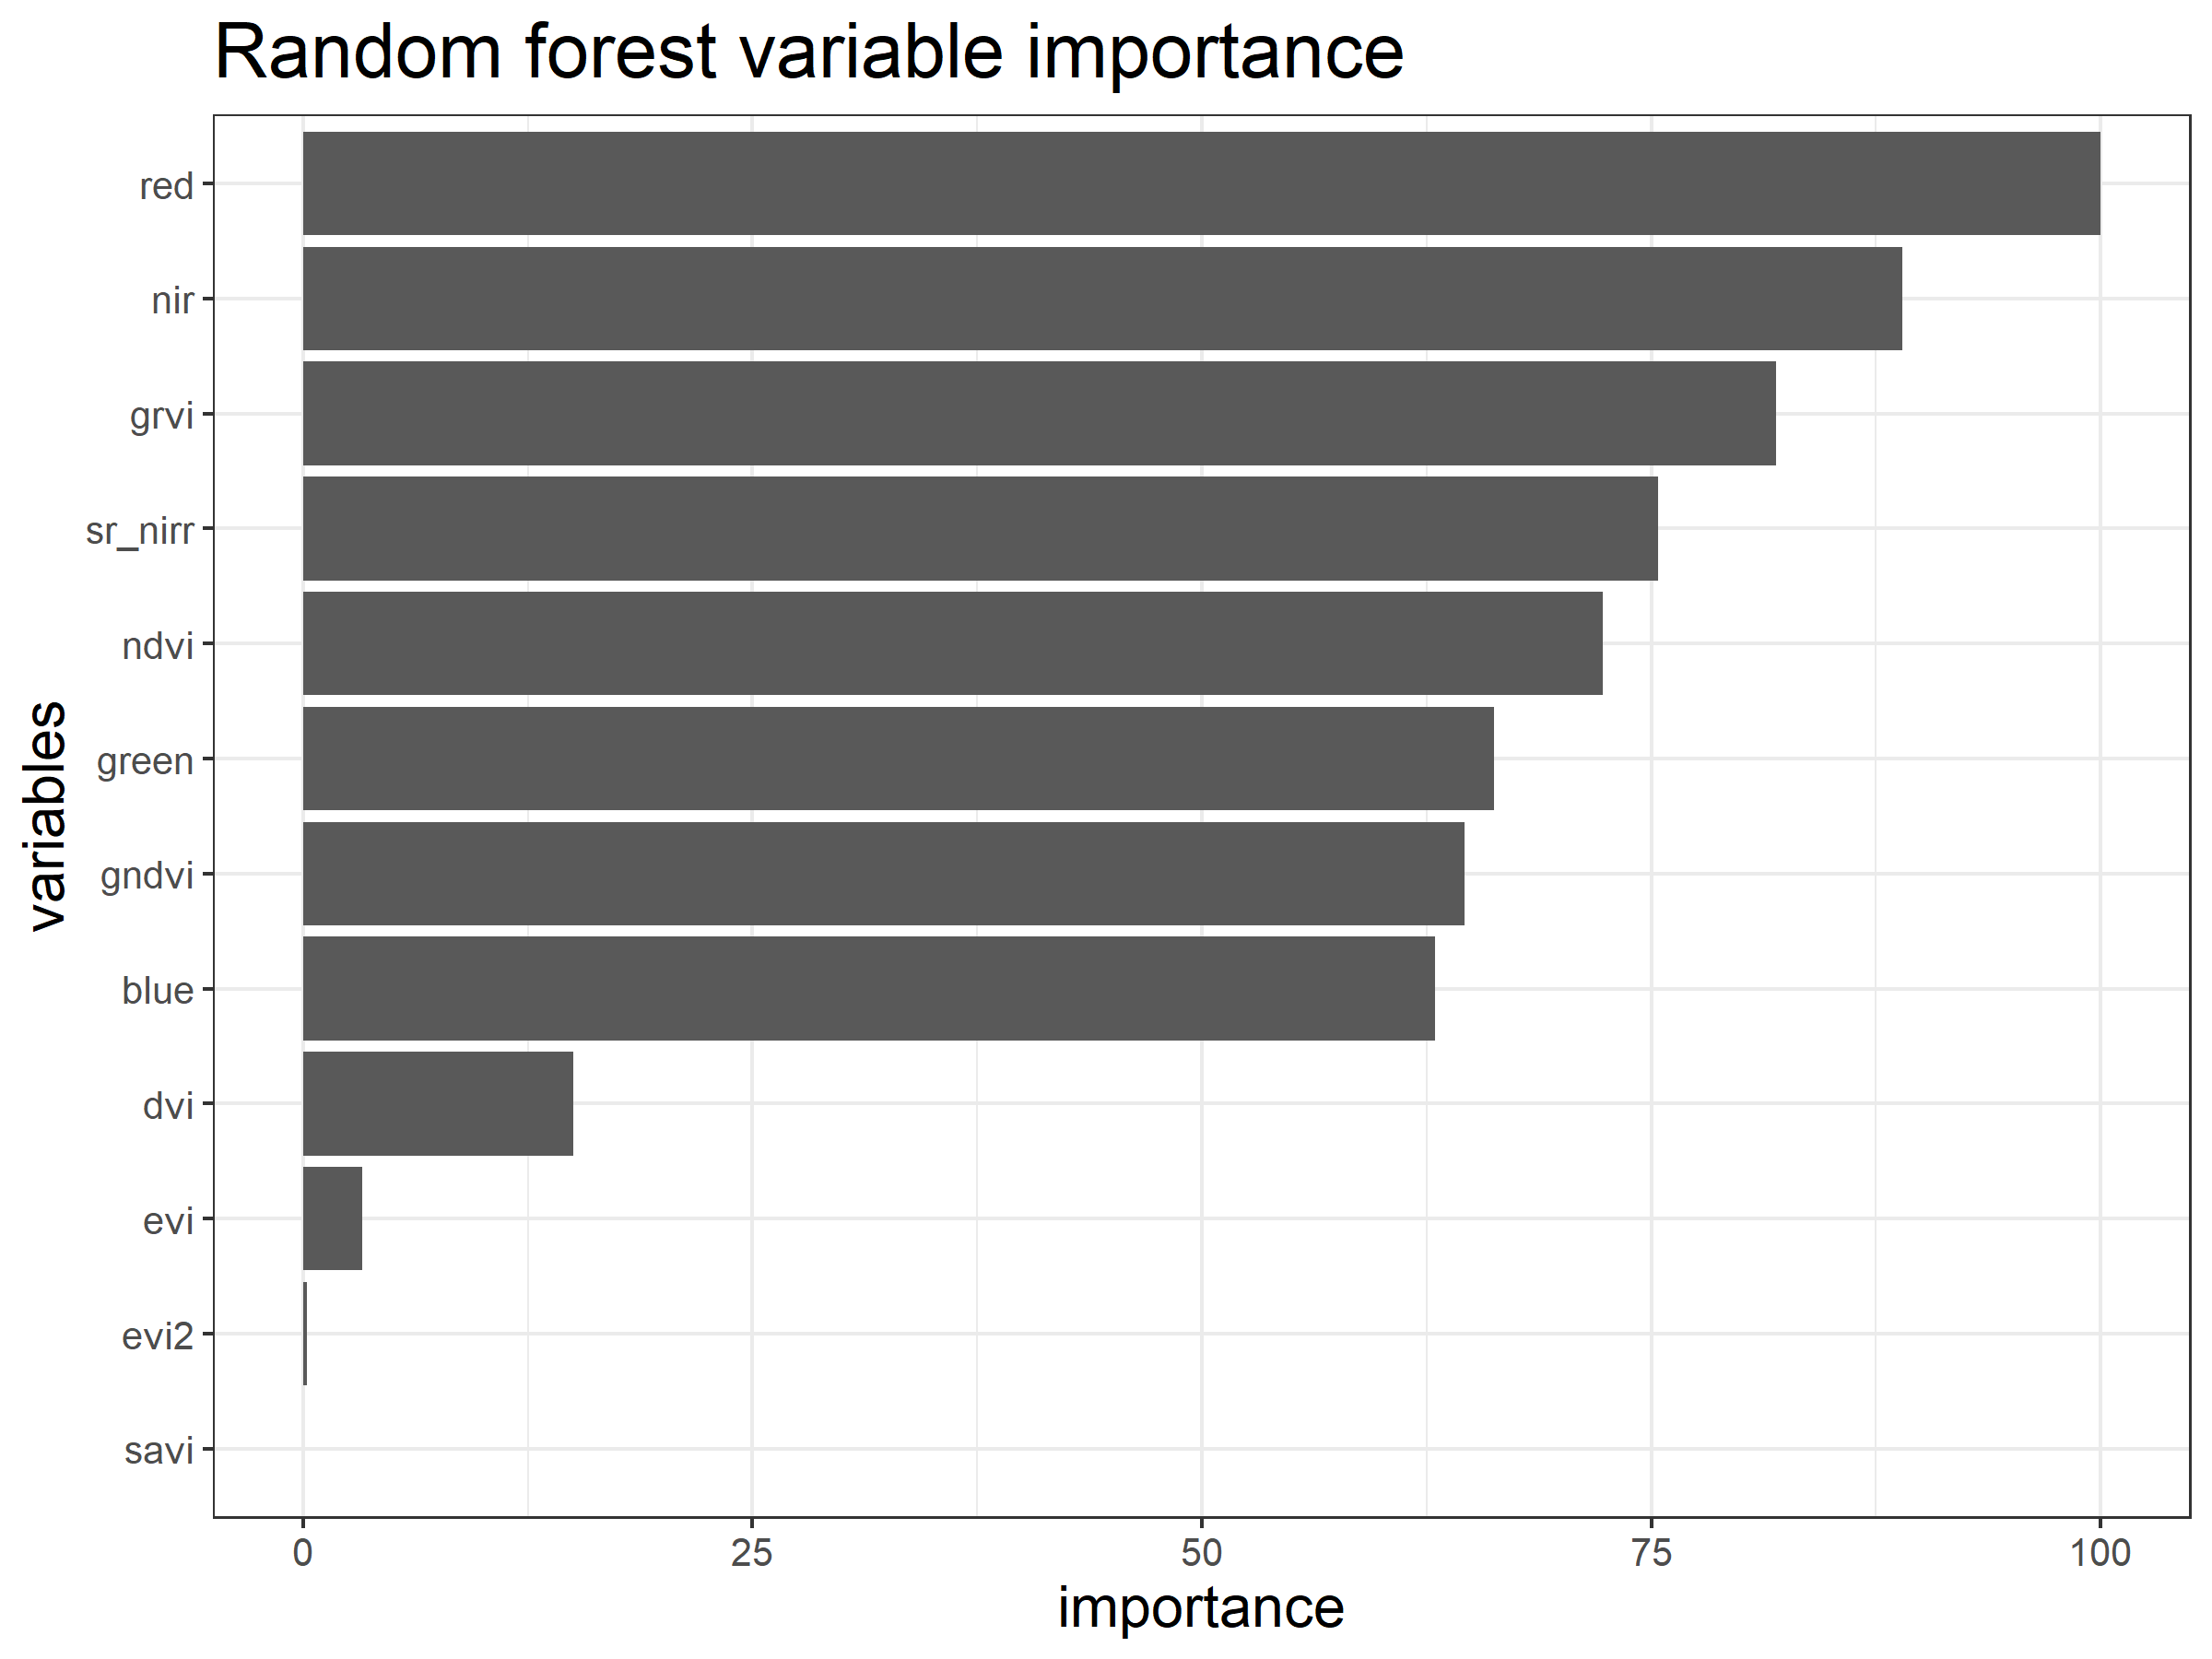 Random forest variable importance
variables
red
nir
grvi
sr_nirr
ndvi
green
gndvi
blue
dvi
evi
evi2
savi
0 25 50 75 100
importance